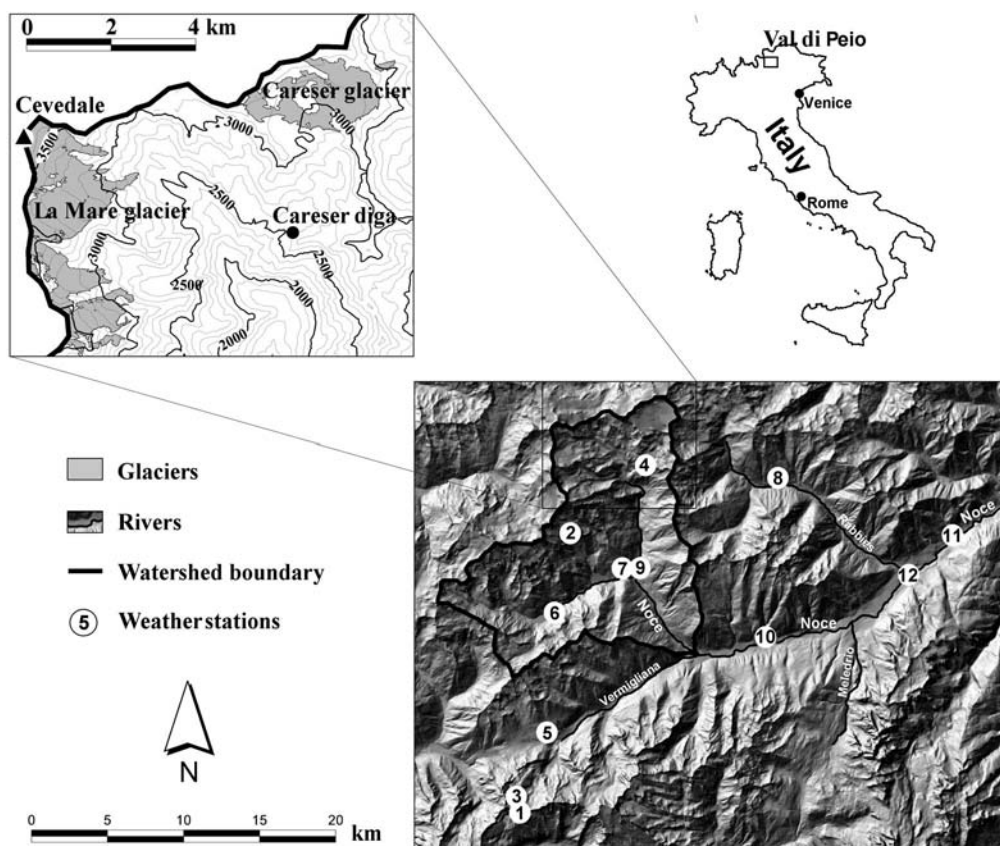 0 2 4 km
Cevedale
Careser glacier
3500
3000
3000
La Mare glacier
2500
Careser diga
3000
2500
2500
2000
2000
Val di Peio
Venice
Italy
Rome
Glaciers
Rivers
Watershed boundary
5 Weather stations
N
0 5 10 15 20 km
4
8
2
Rabbies
Noce
11
7 9
12
6
Noce
Noce
10
Vermigliana
Meledrio
5
3
1